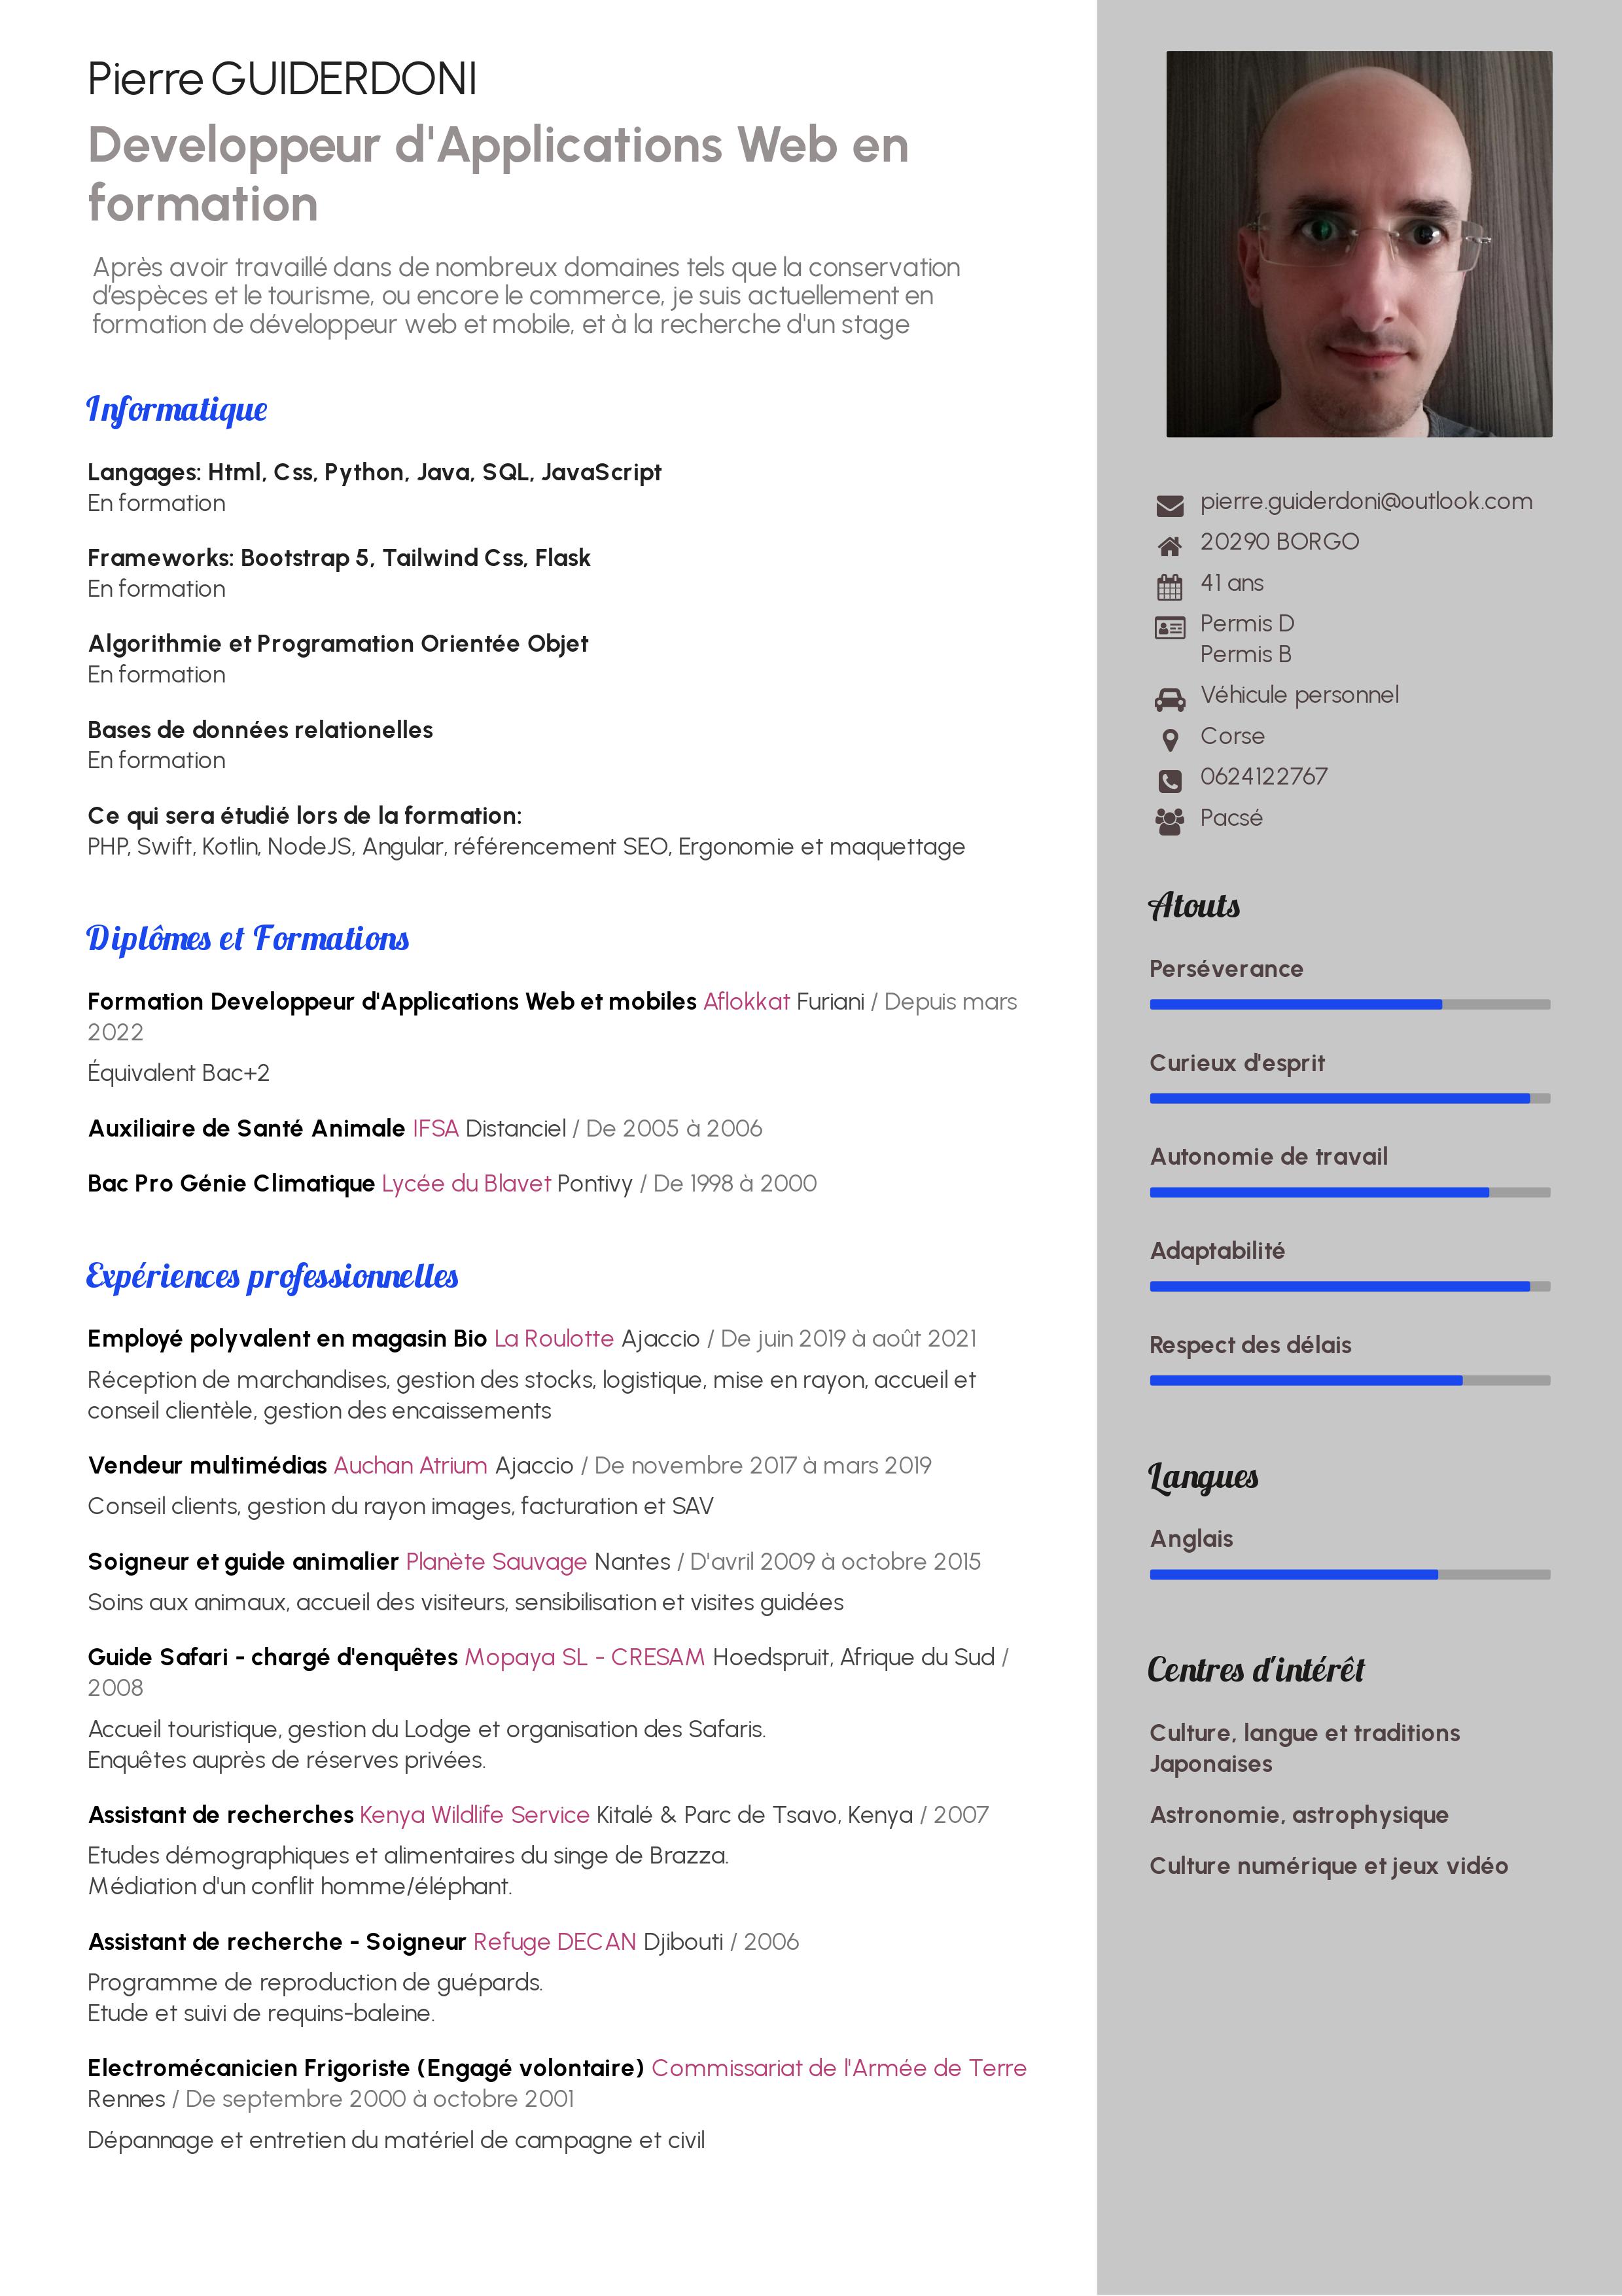 Pierre GUIDERDONI
Developpeur d'Applications Web en
formation
Après avoir travaillé dans de nombreux domaines tels que la conservation
d'espèces et le tourisme, ou encore le commerce, je suis actuellement en
formation de développeur web et mobile, et à la recherche d'un stage
Informatique
Langages: Html, Css, Python, Java, SQL, JavaScript
En formation
Frameworks: Bootstrap 5, Tailwind Css, Flask
En formation
Algorithmie et Programation Orientée Objet
En formation
Bases de données relationelles
En formation
Ce qui sera étudié lors de la formation:
PHP, Swift, Kotlin, NodeJS, Angular, référencement SEO, Ergonomie et maquettage
Diplômes et Formations
Formation Developpeur d'Applications Web et mobiles Aflokkat Furiani / Depuis mars
2022
Équivalent Bac+2
Auxiliaire de Santé Animale IFSA Distanciel / De 2005 à 2006
Bac Pro Génie Climatique Lycée du Blavet Pontivy / De 1998 à 2000
Expériences professionnelles
Employé polyvalent en magasin Bio La Roulotte Ajaccio / De juin 2019 à août 2021
Réception de marchandises, gestion des stocks, logistique, mise en rayon, accueil et
conseil clientèle, gestion des encaissements
Vendeur multimédias Auchan Atrium Ajaccio / De novembre 2017 à mars 2019
Conseil clients, gestion du rayon images, facturation et SAV
Soigneur et guide animalier Planète Sauvage Nantes / D'avril 2009 à octobre 2015
Soins aux animaux, accueil des visiteurs, sensibilisation et visites guidées
Guide Safari - chargé d'enquêtes Mopaya SL - CRESAM Hoedspruit, Afrique du Sud /
2008
Accueil touristique, gestion du Lodge et organisation des Safaris.
Enquêtes auprès de réserves privées.
Assistant de recherches Kenya Wildlife Service Kitalé & Parc de Tsavo, Kenya / 2007
Etudes démographiques et alimentaires du singe de Brazza.
Médiation d'un conflit homme/éléphant.
Assistant de recherche - Soigneur Refuge DECAN Djibouti / 2006
Programme de reproduction de guépards.
Etude et suivi de requins-baleine.
Electromécanicien Frigoriste (Engagé volontaire) Commissariat de l'Armée de Terre
Rennes / De septembre 2000 à octobre 2001
Dépannage et entretien du matériel de campagne et civil
pierre.guiderdoni@outlook.com
20290 BORGO
41 ans
Permis D
Permis B
Véhicule personnel
Corse
0624122767
Pacsé
Atouts
Perséverance
Curieux d'esprit
Autonomie de travail
Adaptabilité
Respect des délais
Langues
Anglais
Centres d'intérêt
Culture, langue et traditions
Japonaises
Astronomie, astrophysique
Culture numérique et jeux vidéo